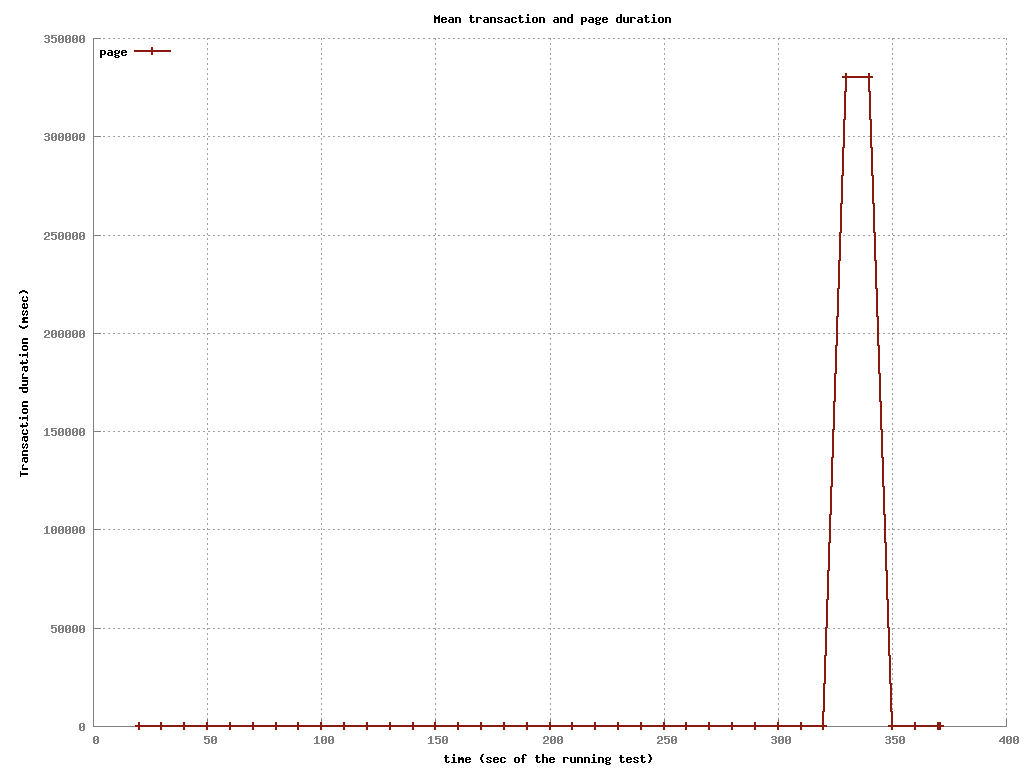 Mean transaction and page duration
page
350000
300000
250000
200000
150000
100000
50000
0
Transaction duration (msec)
0 50 100 150 200 250 300 350 400
time (sec of the running test)